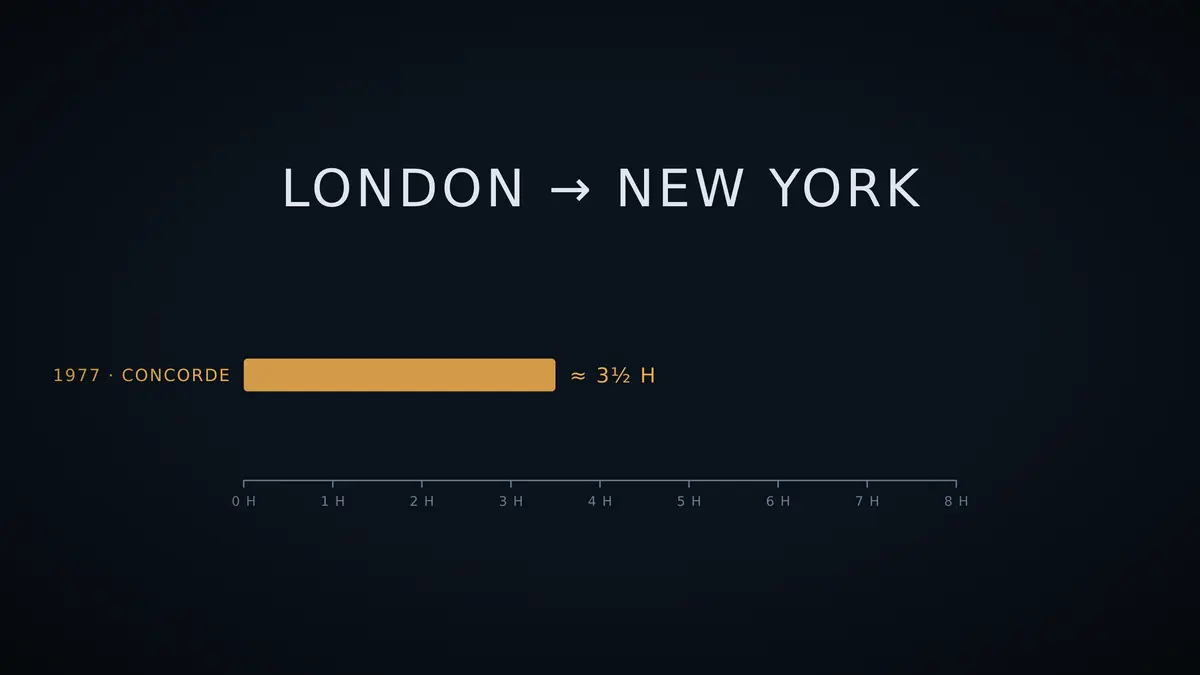 LONDON → NEW YORK
1977 · CONCORDE ≈ 3½ H
0 H 1 H 2 H 3 H 4 H 5 H 6 H 7 H 8 H